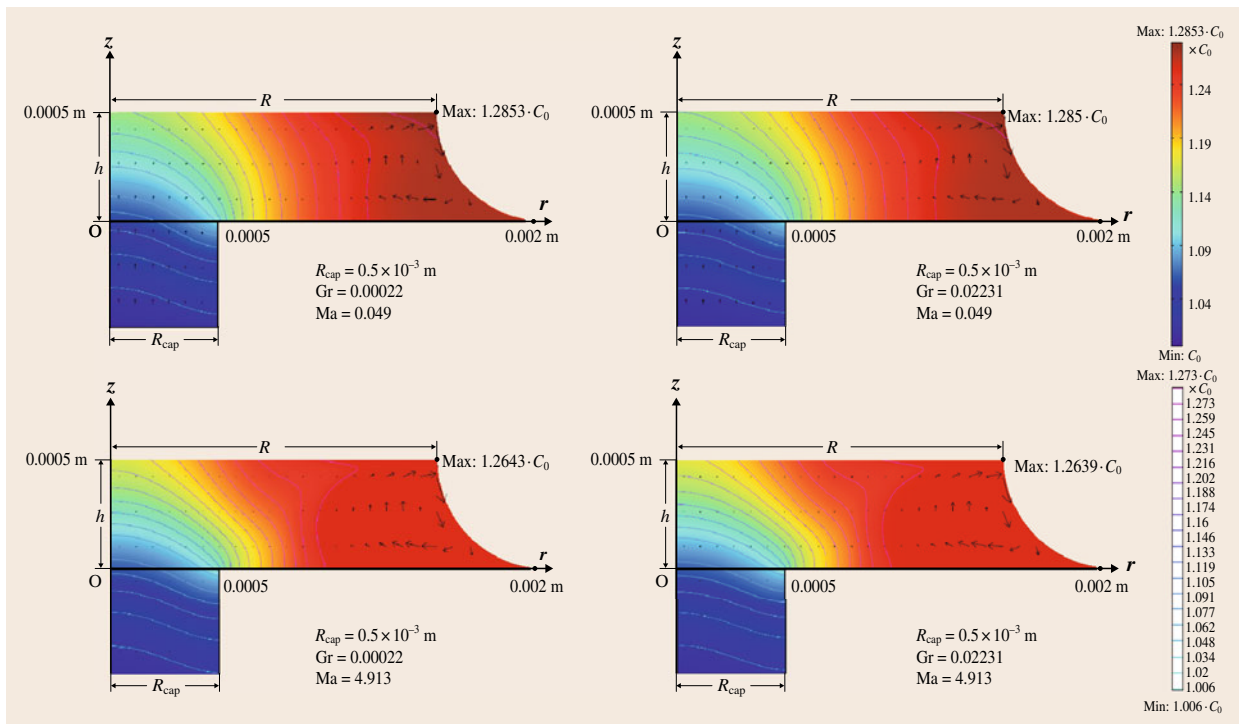 z
R
0.0005 m
Max: 1.2853·C0
h
r
O
0.0005
0.002 m
Rcap = 0.5 × 10−3 m
Gr = 0.00022
Ma = 0.049
Rcap
z
R
0.0005 m
Max: 1.285·C0
h
r
O
0.0005
0.002 m
Rcap = 0.5 × 10−3 m
Gr = 0.02231
Ma = 0.049
Rcap
Max: 1.2853·C0
×C0
1.24
1.19
1.14
1.09
1.04
Min: C0
z
R
0.0005 m
Max: 1.2643·C0
h
r
O
0.0005
0.002 m
Rcap = 0.5 × 10−3 m
Gr = 0.00022
Ma = 4.913
Rcap
z
R
0.0005 m
Max: 1.2639·C0
h
r
O
0.0005
0.002 m
Rcap = 0.5 × 10−3 m
Gr = 0.02231
Ma = 4.913
Rcap
Max: 1.273·C0
×C0
1.273
1.259
1.245
1.231
1.216
1.202
1.188
1.174
1.16
1.146
1.133
1.119
1.105
1.091
1.077
1.062
1.048
1.034
1.02
1.006
Min: 1.006·C0